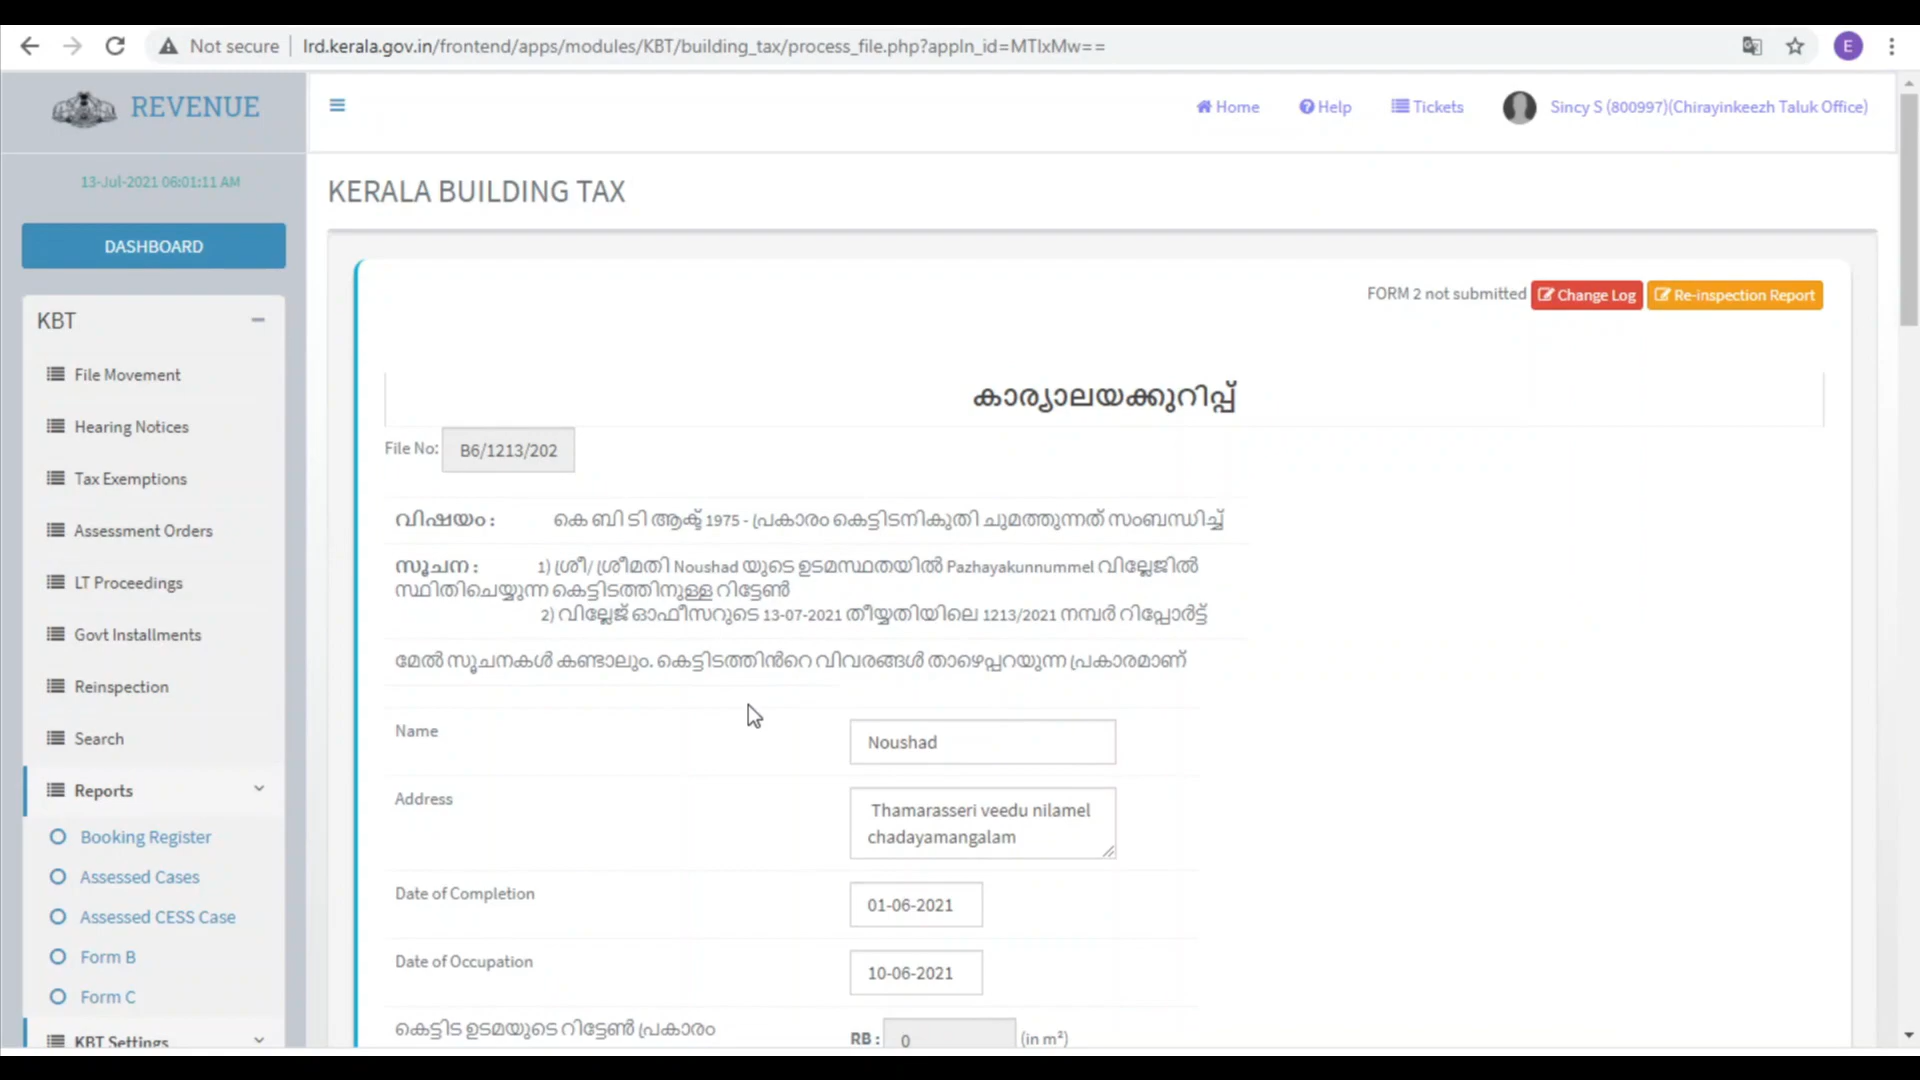 Not secure
lrd.kerala.gov.in/frontend/apps/modules/KBT/building_tax/process_file.php?appln_id=MTIxMw==
E
REVENUE
Home
Help
Tickets
Sincy S (800997)(Chirayinkeezh Taluk Office)
13-Jul-2021 06:01:11 AM
DASHBOARD
KBT
File Movement
Hearing Notices
Tax Exemptions
Assessment Orders
LT Proceedings
Govt Installments
Reinspection
Search
Reports
Booking Register
Assessed Cases
Assessed CESS Case
Form B
Form C
KBT Settings
KERALA BUILDING TAX
FORM 2 not submitted
Change Log
Re-inspection Report
കാര്യാലയക്കുറിപ്പ്
File No: B6/1213/202
വിഷയം : കെ ബി ടി ആക്ട് 1975 - പ്രകാരം കെട്ടിടനികുതി ചുമത്തുന്നത് സംബന്ധിച്ച്
സൂചന : 1) ശ്രീ/ ശ്രീമതി Noushad യുടെ ഉടമസ്ഥതയിൽ Pazhayakunnummel വില്ലേജിൽ
സ്ഥിതിചെയ്യുന്ന കെട്ടിടത്തിനുള്ള റിട്ടേൺ
2) വില്ലേജ് ഓഫീസറുടെ 13-07-2021 തീയ്യതിയിലെ 1213/2021 നമ്പർ റിപ്പോർട്ട്
മേൽ സൂചനകൾ കണ്ടാലും. കെട്ടിടത്തിൻറെ വിവരങ്ങൾ താഴെപ്പറയുന്ന പ്രകാരമാണ്
Name
Noushad
Address
Thamarasseri veedu nilamel
chadayamangalam
Date of Completion
01-06-2021
Date of Occupation
10-06-2021
കെട്ടിട ഉടമയുടെ റിട്ടേൺ പ്രകാരം
RB : 0 (in m²)